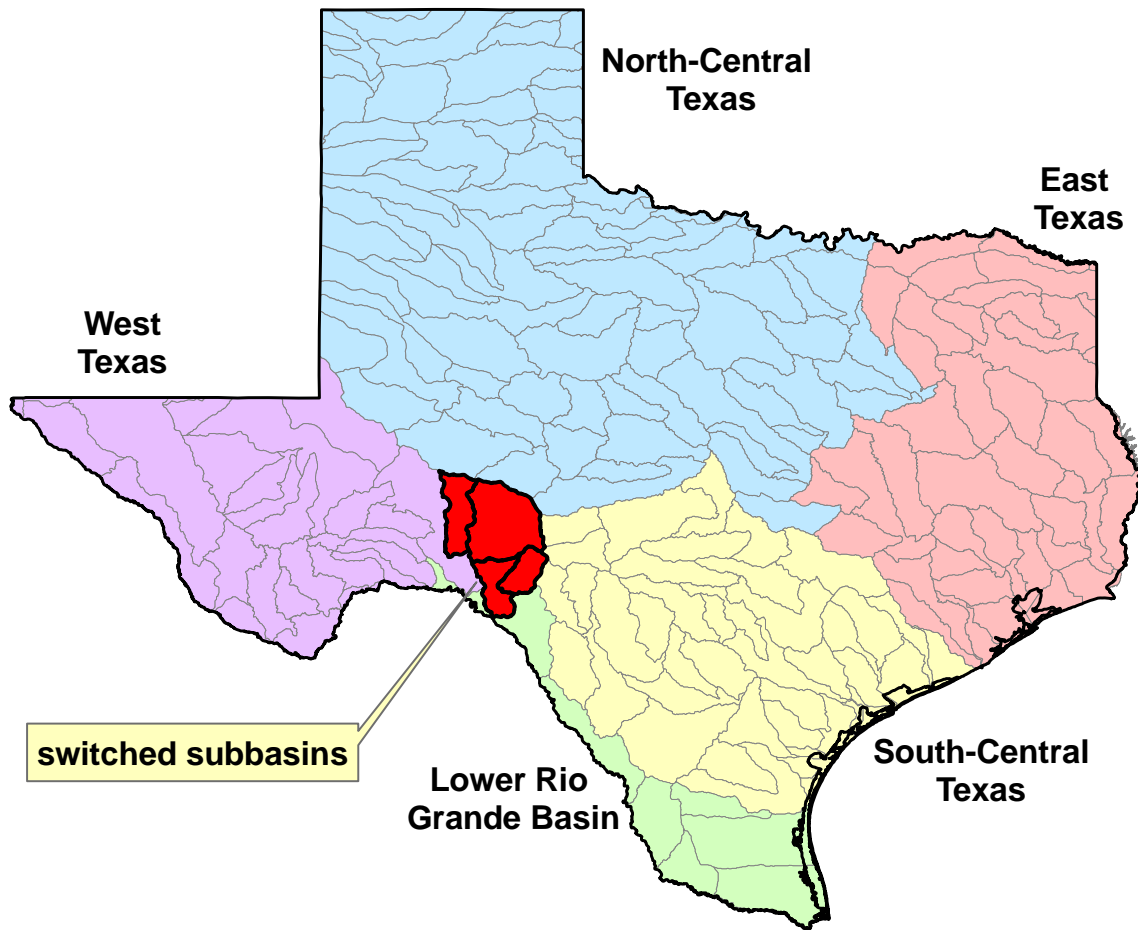 North-Central
Texas
East
Texas
West
Texas
switched subbasins
Lower Rio
Grande Basin
South-Central
Texas